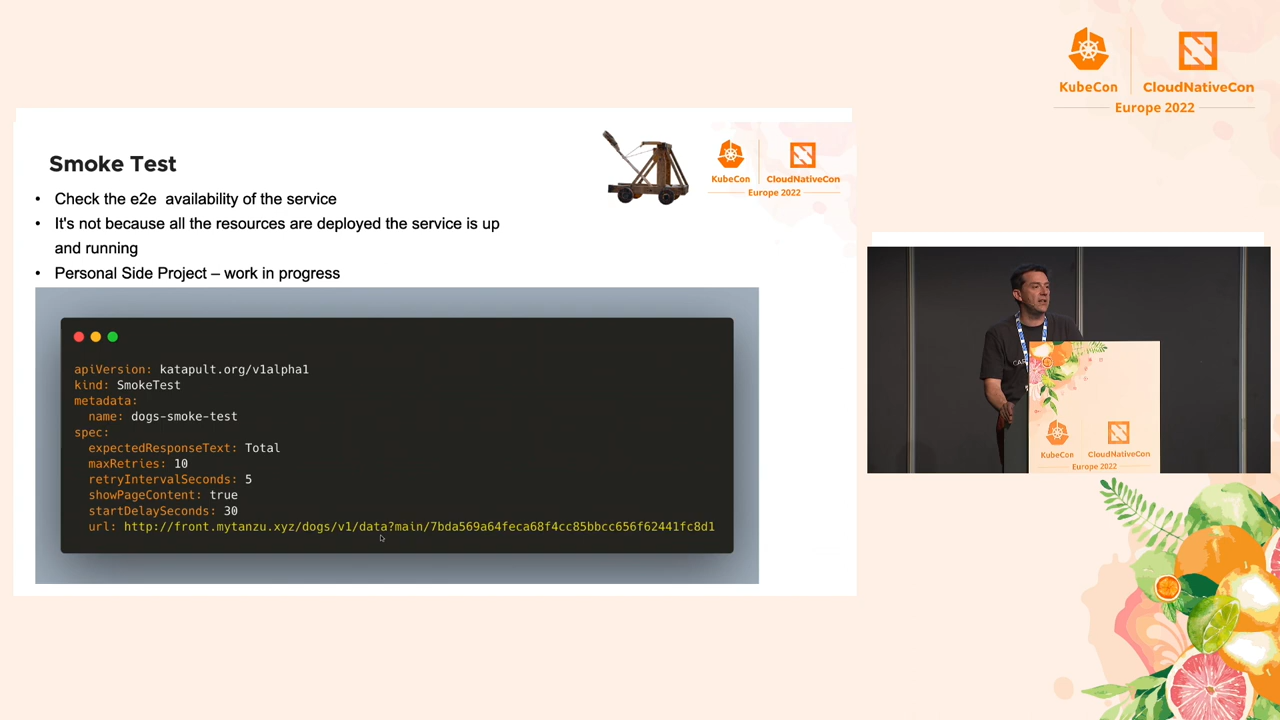 KubeCon
CloudNativeCon
Europe 2022
Smoke Test
KubeCon
CloudNativeCon
Europe 2022
• Check the e2e  availability of the service
• It's not because all the resources are deployed the service is up
and running
• Personal Side Project – work in progress
apiVersion: katapult.org/v1alpha1
kind: SmokeTest
metadata:
  name: dogs-smoke-test
spec:
  expectedResponseText: Total
  maxRetries: 10
  retryIntervalSeconds: 5
  showPageContent: true
  startDelaySeconds: 30
  url: http://front.mytanzu.xyz/dogs/v1/data?main/7bda569a64feca68f4cc85bbcc656f62441fc8d1
KubeCon
CloudNativeCon
Europe 2022